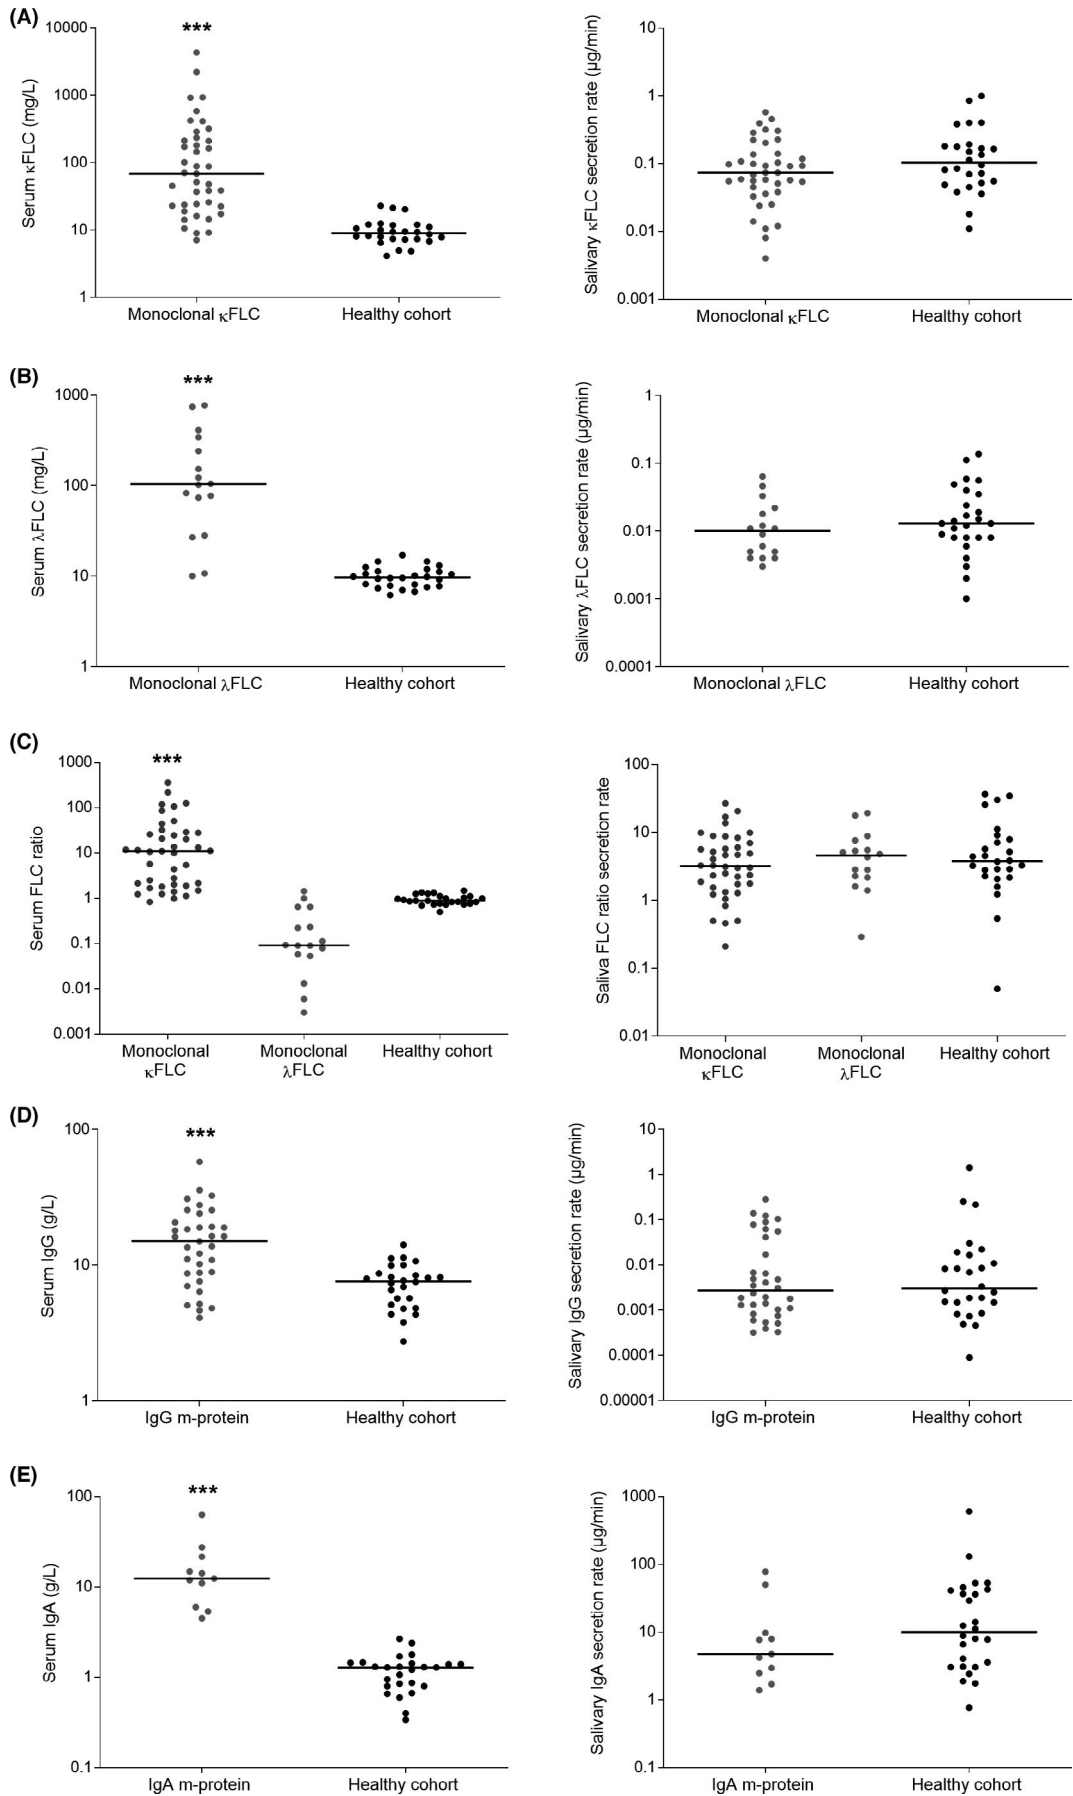 (A)
***
10000
1000
100
10
1
Serum κFLC (mg/L)
Monoclonal κFLC
Healthy cohort
10
1
0.1
0.01
0.001
Salivary κFLC secretion rate (µg/min)
Monoclonal κFLC
Healthy cohort
(B)
***
1000
100
10
1
Serum λFLC (mg/L)
Monoclonal λFLC
Healthy cohort
1
0.1
0.01
0.001
0.0001
Salivary λFLC secretion rate (µg/min)
Monoclonal λFLC
Healthy cohort
(C)
***
1000
100
10
1
0.1
0.01
0.001
Serum FLC ratio
Monoclonal
κFLC
Monoclonal
λFLC
Healthy cohort
100
10
1
0.1
0.01
Saliva FLC ratio secretion rate
Monoclonal
κFLC
Monoclonal
λFLC
Healthy cohort
(D)
***
100
10
1
Serum IgG (g/L)
IgG m-protein
Healthy cohort
10
1
0.1
0.01
0.001
0.0001
0.00001
Salivary IgG secretion rate (µg/min)
IgG m-protein
Healthy cohort
(E)
***
100
10
1
0.1
Serum IgA (g/L)
IgA m-protein
Healthy cohort
1000
100
10
1
0.1
Salivary IgA secretion rate (µg/min)
IgA m-protein
Healthy cohort